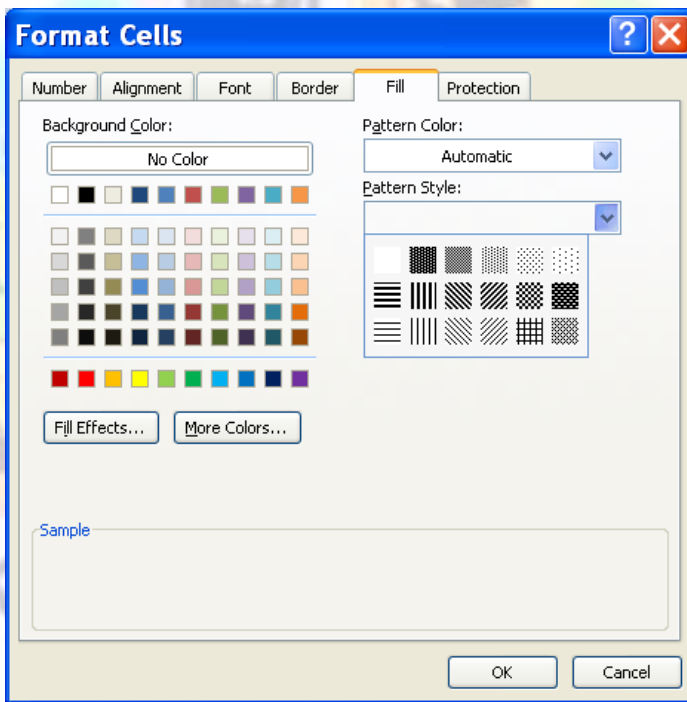 Format Cells
Number Alignment Font Border Fill Protection
Background Color:
No Color
Pattern Color:
Automatic
Pattern Style:
Fill Effects... More Colors...
Sample
OK Cancel